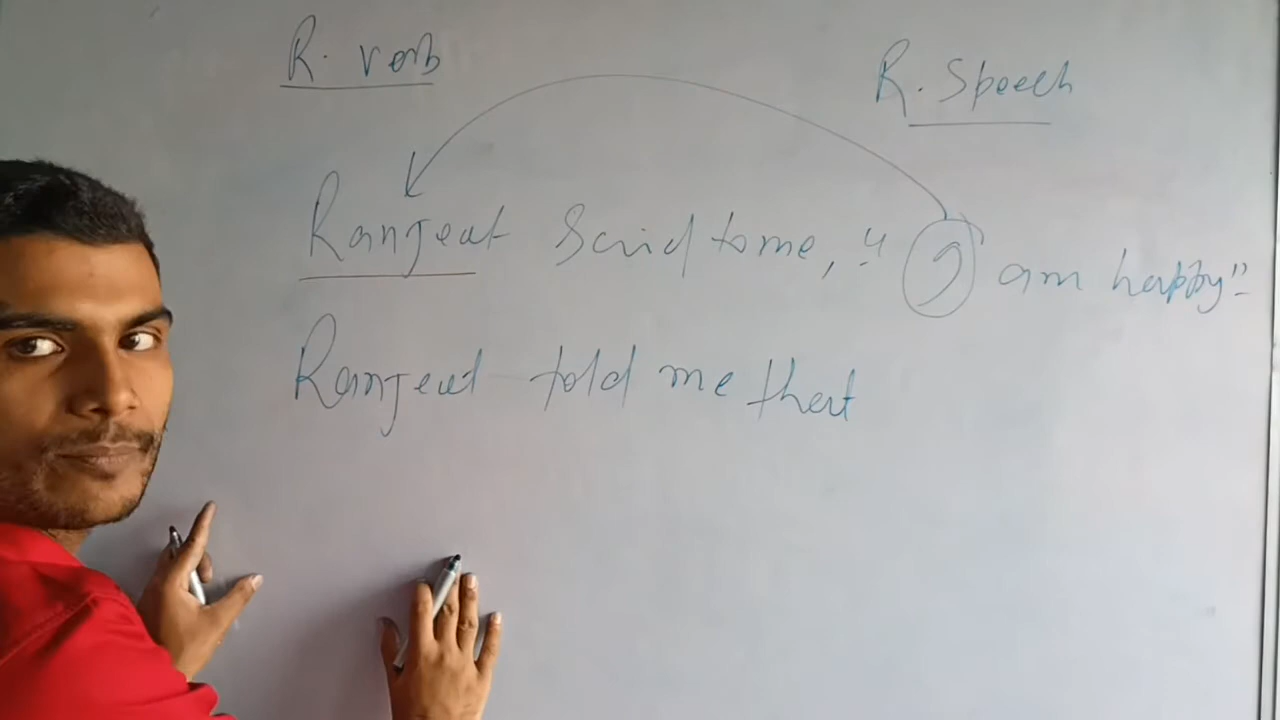 R. verb
R. Speech
Ranjeet Said to me, "I am happy"
Ranjeet told me that